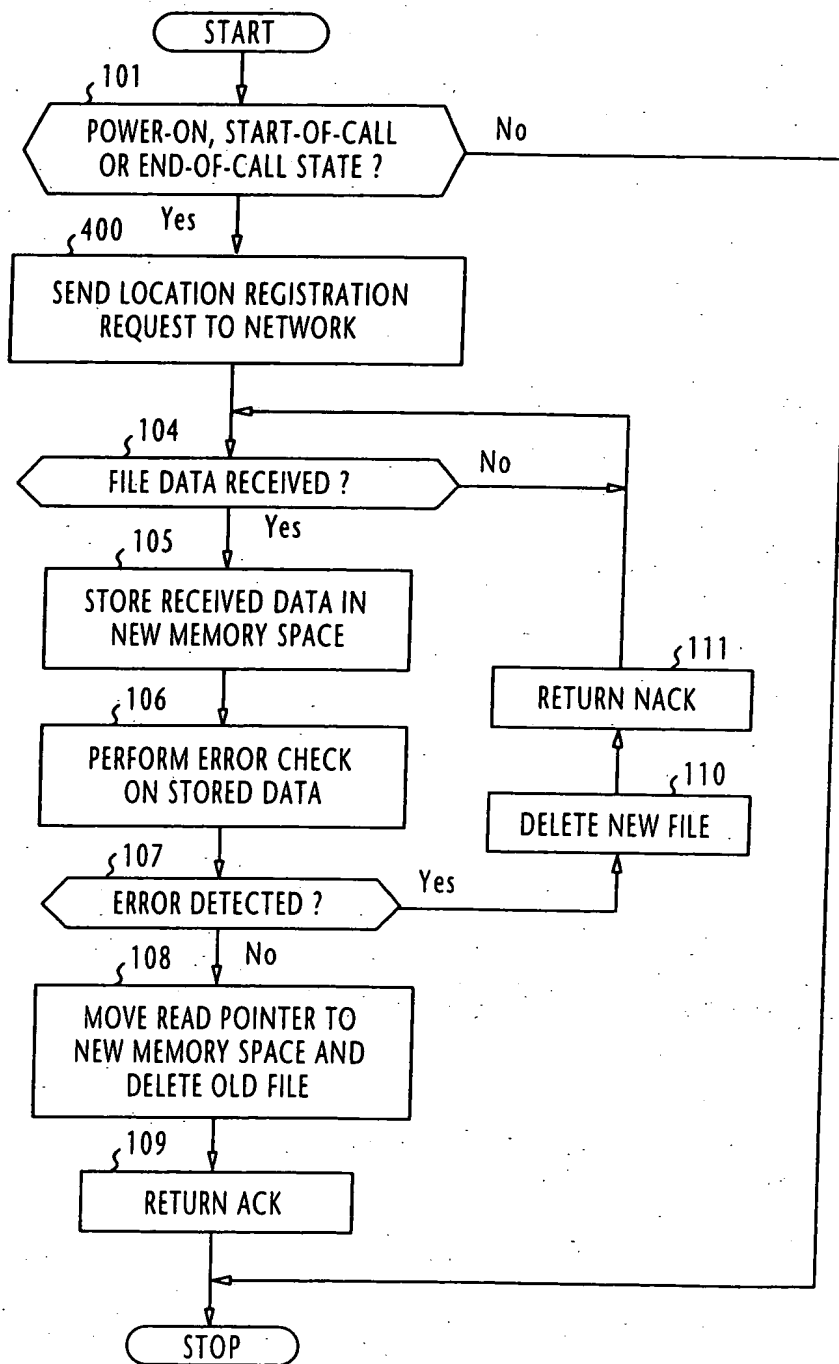 START
101
POWER-ON, START-OF-CALL
OR END-OF-CALL STATE ?
No
Yes
400
SEND LOCATION REGISTRATION
REQUEST TO NETWORK
104
FILE DATA RECEIVED ?
No
Yes
105
STORE RECEIVED DATA IN
NEW MEMORY SPACE
111
RETURN NACK
106
PERFORM ERROR CHECK
ON STORED DATA
110
DELETE NEW FILE
107
ERROR DETECTED ?
Yes
No
108
MOVE READ POINTER TO
NEW MEMORY SPACE AND
DELETE OLD FILE
109
RETURN ACK
STOP